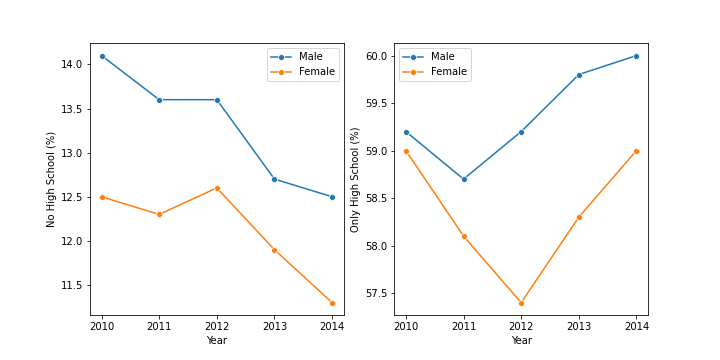 No High School (%)
14.0
13.5
13.0
12.5
12.0
11.5
Male
Female
2010 2011 2012 2013 2014
Year
Only High School (%)
60.0
59.5
59.0
58.5
58.0
57.5
Male
Female
2010 2011 2012 2013 2014
Year